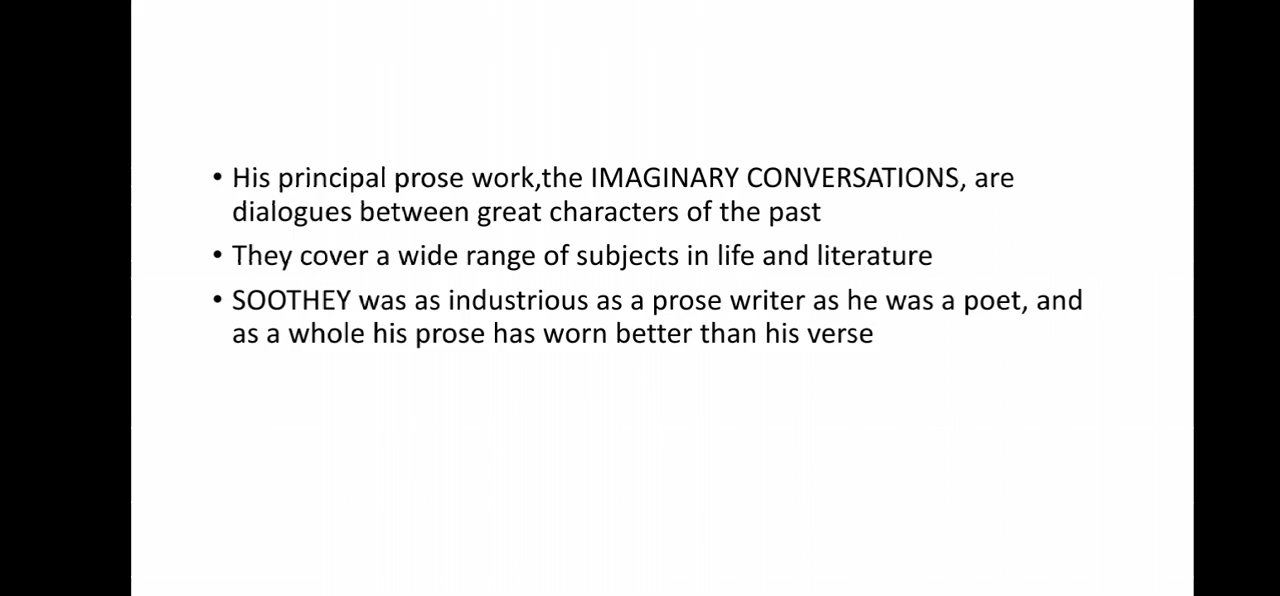 • His principal prose work,the IMAGINARY CONVERSATIONS, are
dialogues between great characters of the past
• They cover a wide range of subjects in life and literature
• SOOTHEY was as industrious as a prose writer as he was a poet, and
as a whole his prose has worn better than his verse